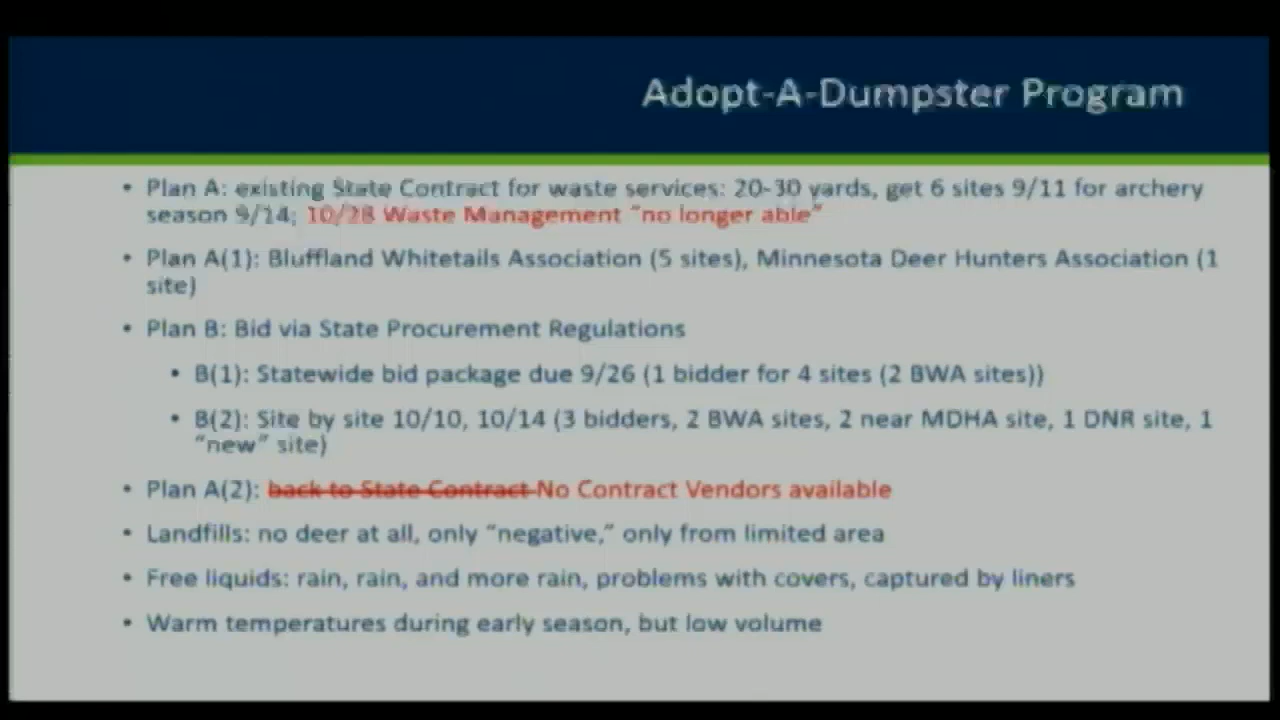 Adopt-A-Dumpster Program
• Plan A: existing State Contract for waste services: 20-30 yards, get 6 sites 9/11 for archery
season 9/14; 10/28 Waste Management "no longer able"
• Plan A(1): Bluffland Whitetails Association (5 sites), Minnesota Deer Hunters Association (1
site)
• Plan B: Bid via State Procurement Regulations
• B(1): Statewide bid package due 9/26 (1 bidder for 4 sites (2 BWA sites))
• B(2): Site by site 10/10, 10/14 (3 bidders, 2 BWA sites, 2 near MDHA site, 1 DNR site, 1
"new" site)
• Plan A(2): back to State Contract No Contract Vendors available
• Landfills: no deer at all, only "negative," only from limited area
• Free liquids: rain, rain, and more rain, problems with covers, captured by liners
• Warm temperatures during early season, but low volume